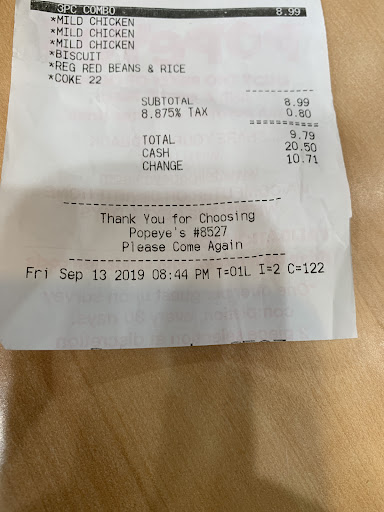 3PC COMBO 8.99
*MILD CHICKEN
*MILD CHICKEN
*MILD CHICKEN
*BISCUIT
*REG RED BEANS & RICE
*COKE 22
SUBTOTAL 8.99
8.875% TAX 0.80
TOTAL 9.79
CASH 20.50
CHANGE 10.71
Thank You for Choosing
Popeye's #8527
Please Come Again
Fri Sep 13 2019 08:44 PM T=01L I=2 C=122